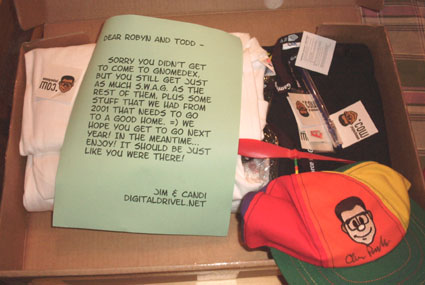 DEAR ROBYN AND TODD -
SORRY YOU DIDN'T GET
TO COME TO GNOMEDEX,
BUT YOU STILL GET JUST
AS MUCH S.W.A.G. AS THE
REST OF THEM, PLUS SOME
STUFF THAT WE HAD FROM
2001 THAT NEEDS TO GO
TO A GOOD HOME. =) WE
HOPE YOU GET TO GO NEXT
YEAR! IN THE MEANTIME...
ENJOY! IT SHOULD BE JUST
LIKE YOU WERE THERE!
JIM & CANDI
DIGITALDRIVEL.NET
.COM